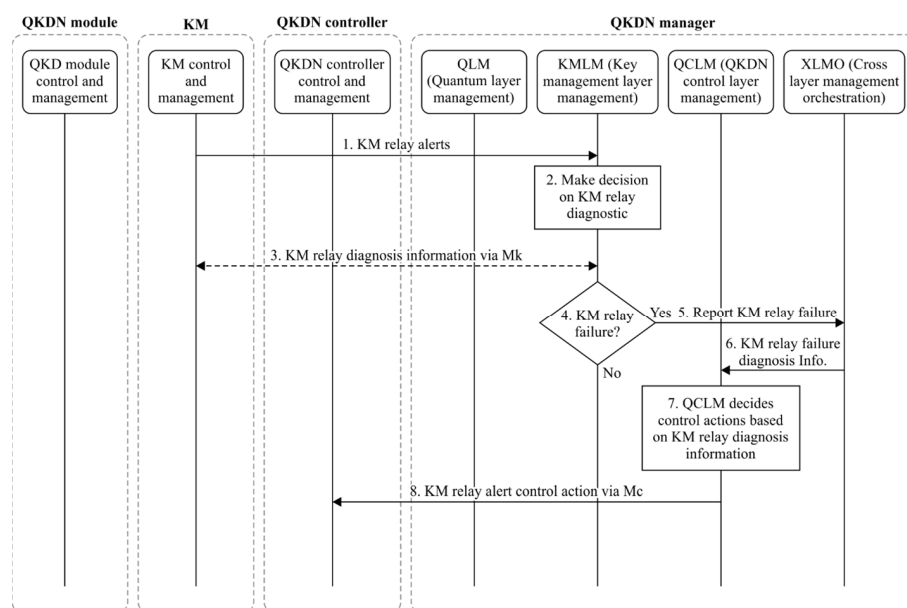 QKDN module
KM
QKDN controller
QKDN manager
QKD module
control and
management
KM control
and
management
QKDN controller
control and
management
QLM
(Quantum layer
management)
KMLM (Key
management layer
management)
QCLM (QKDN
control layer
management)
XLMO (Cross
layer management
orchestration)
1. KM relay alerts
2. Make decision
on KM relay
diagnostic
3. KM relay diagnosis information via Mk
4. KM relay
failure?
Yes
5. Report KM relay failure
6. KM relay failure
diagnosis Info.
No
7. QCLM decides
control actions based
on KM relay diagnosis
information
8. KM relay alert control action via Mc